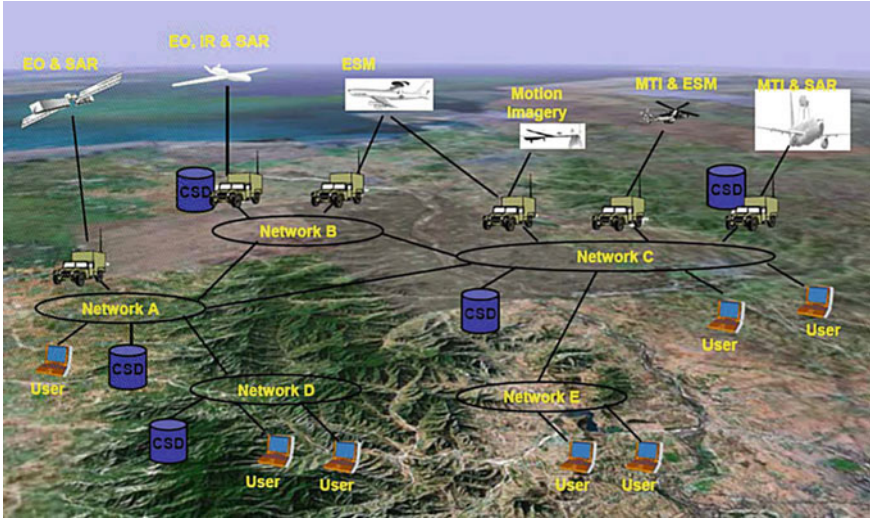 EO & SAR
EO, IR & SAR
ESM
Motion
Imagery
MTI & ESM
MTI & SAR
CSD
CSD
Network B
Network C
Network A
CSD
User
User
User
CSD
Network D
Network E
CSD
User
User
User
User